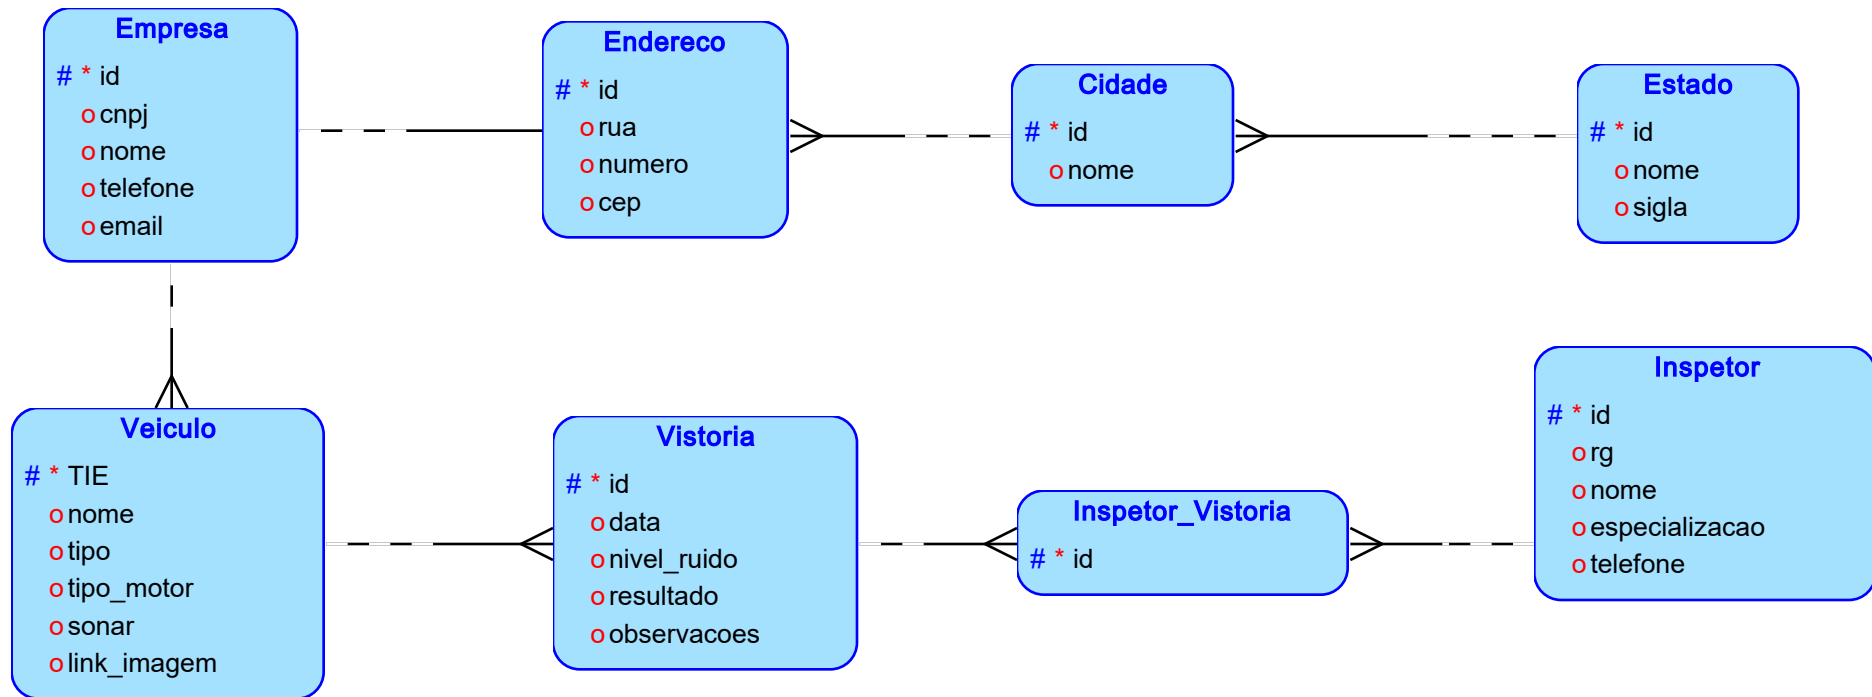 Empresa
# * id
o cnpj
o nome
o telefone
o email
Endereco
# * id
o rua
o numero
o cep
Cidade
# * id
o nome
Estado
# * id
o nome
o sigla
Veiculo
# * TIE
o nome
o tipo
o tipo_motor
o sonar
o link_imagem
Vistoria
# * id
o data
o nivel_ruido
o resultado
o observacoes
Inspetor_Vistoria
# * id
Inspetor
# * id
o rg
o nome
o especializacao
o telefone